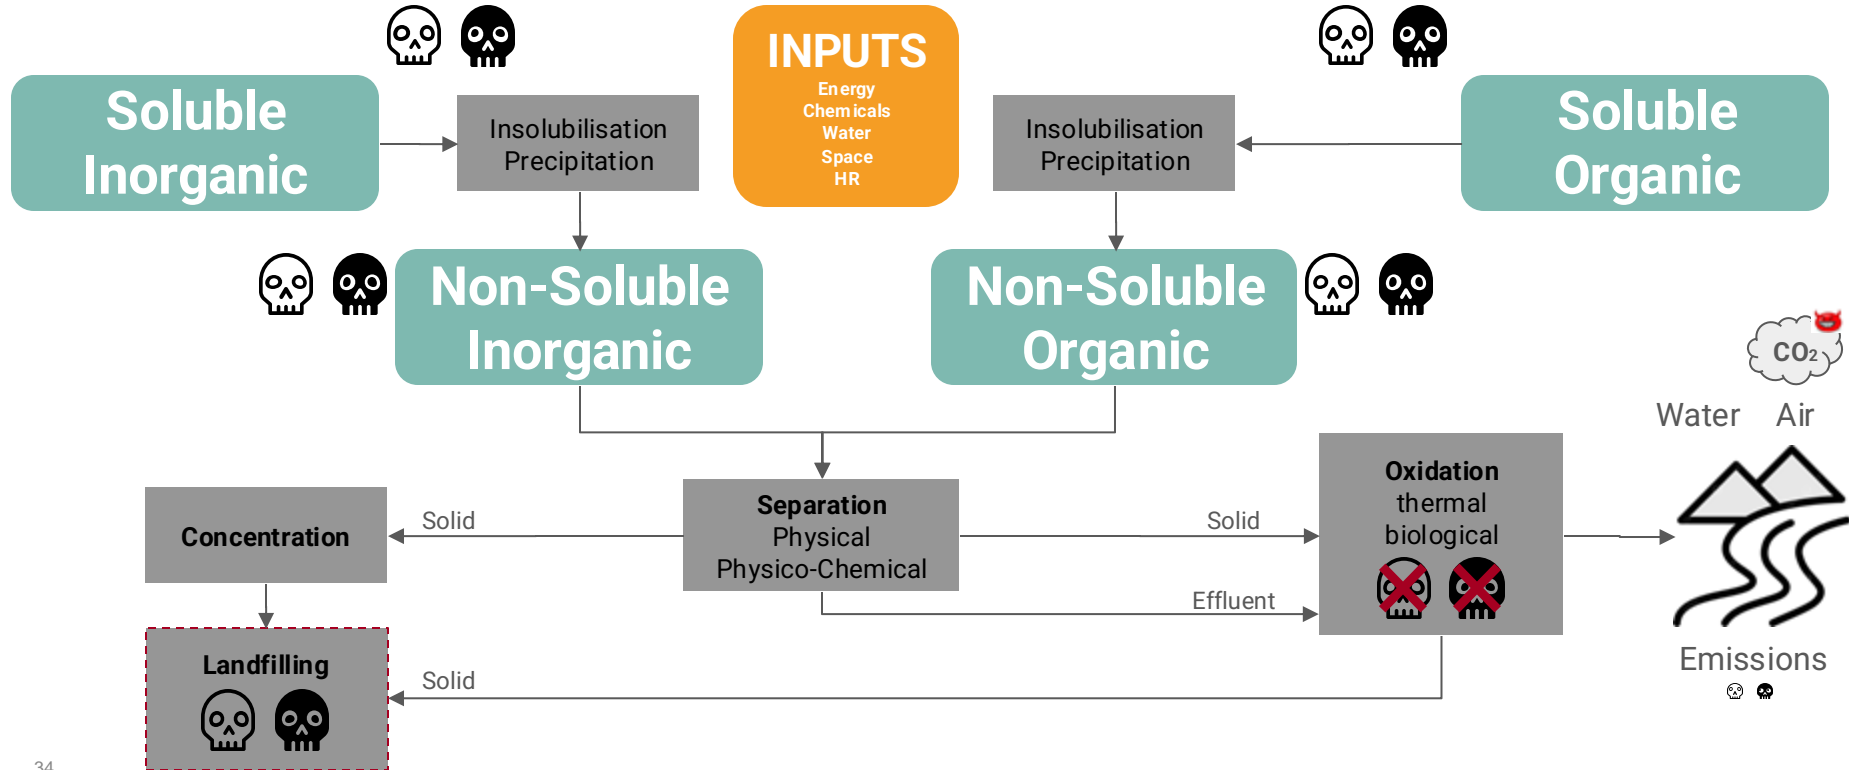 INPUTS
Energy
Chemicals
Water
Space
HR
Soluble
Inorganic
Insolubilisation
Precipitation
Insolubilisation
Precipitation
Soluble
Organic
Non-Soluble
Inorganic
Non-Soluble
Organic
CO2
Water Air
Concentration
Solid
Separation
Physical
Physico-Chemical
Solid
Effluent
Oxidation
thermal
biological
Landfilling
Solid
Emissions
34